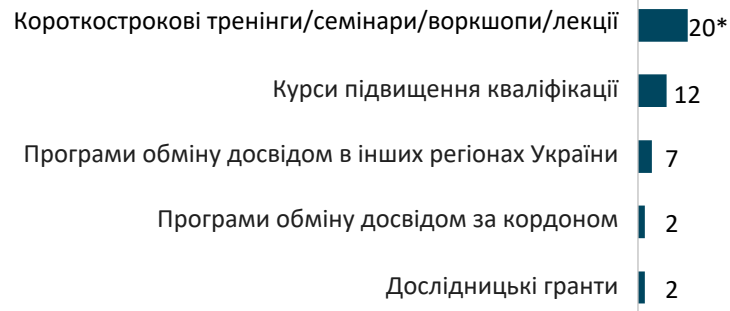 Короткострокові тренінги/семінари/воркшопи/лекції 20*
Курси підвищення кваліфікації 12
Програми обміну досвідом в інших регіонах України 7
Програми обміну досвідом за кордоном 2
Дослідницькі гранти 2